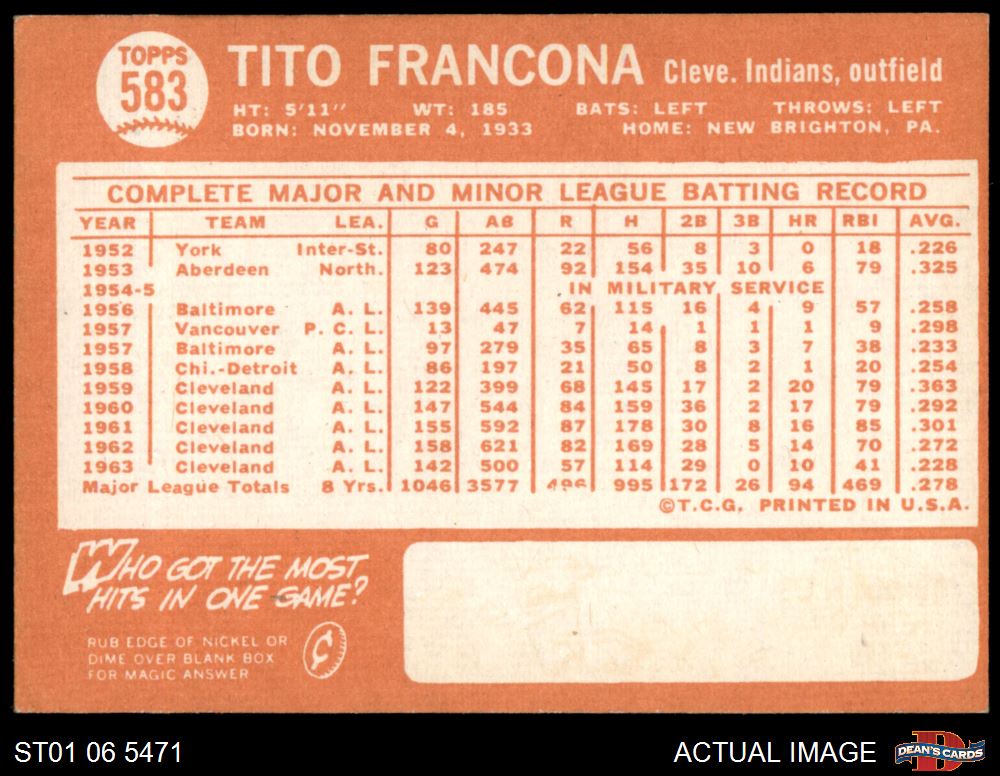 TOPPS
583
TITO FRANCONA Cleve. Indians, outfield
HT: 5'11" WT: 185 BATS: LEFT THROWS: LEFT
BORN: NOVEMBER 4, 1933 HOME: NEW BRIGHTON, PA.
COMPLETE MAJOR AND MINOR LEAGUE BATTING RECORD
YEAR TEAM LEA. G AB R H 2B 3B HR RBI AVG.
1952 York Inter-St. 80 247 22 56 8 3 0 18 .226
1953 Aberdeen North. 123 474 92 154 35 10 6 79 .325
1954-5 IN MILITARY SERVICE
1956 Baltimore A. L. 139 445 62 115 16 4 9 57 .258
1957 Vancouver P. C. L. 13 47 7 14 1 1 1 9 .298
1957 Baltimore A. L. 97 279 35 65 8 3 7 38 .233
1958 Chi.-Detroit A. L. 86 197 21 50 8 2 1 20 .254
1959 Cleveland A. L. 122 399 68 145 17 2 20 79 .363
1960 Cleveland A. L. 147 544 84 159 36 2 17 79 .292
1961 Cleveland A. L. 155 592 87 178 30 8 16 85 .301
1962 Cleveland A. L. 158 621 82 169 28 5 14 70 .272
1963 Cleveland A. L. 142 500 57 114 29 0 10 41 .228
Major League Totals 8 Yrs. 1046 3577 496 995 172 26 94 469 .278
©T.C.G. PRINTED IN U.S.A.
WHO GOT THE MOST
HITS IN ONE GAME?
RUB EDGE OF NICKEL OR
DIME OVER BLANK BOX
FOR MAGIC ANSWER
¢
ST01 06 5471 ACTUAL IMAGE D DEAN'S CARDS